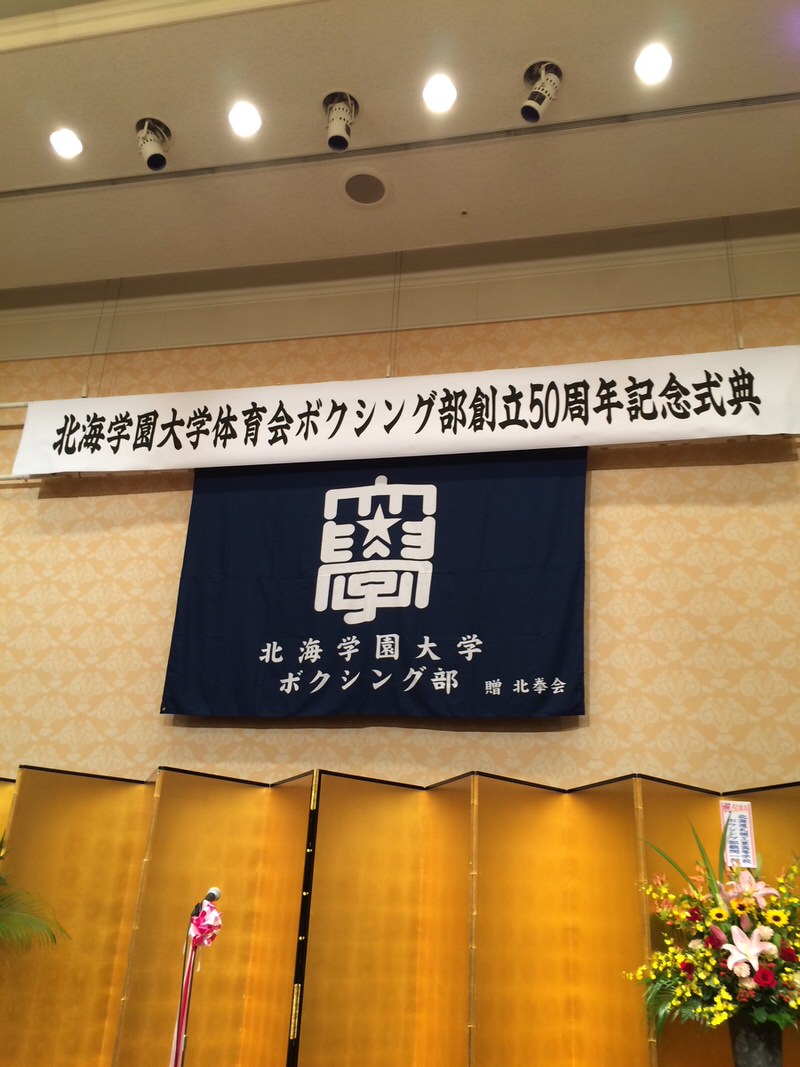 北海学園大学体育会ボクシング部創立50周年記念式典
學
北海学園大学
ボクシング部
贈 北拳会